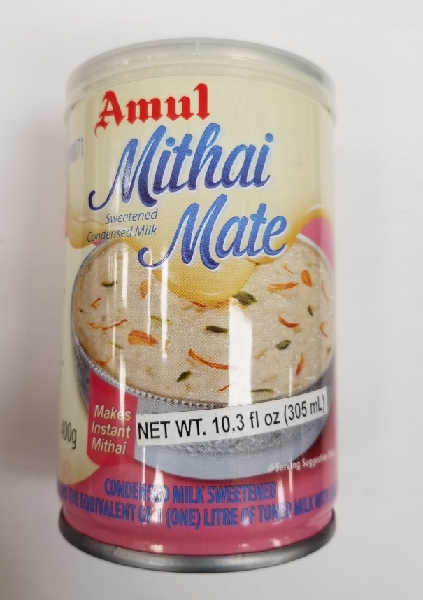 Amul
Mithai
Mate
Sweetened
Condensed Milk
Makes
Instant
Mithai
400g
NET WT. 10.3 fl oz (305 mL)
#Serving Suggestion
CONDENSED MILK SWEETENED
THE EQUIVALENT OF 1 (ONE) LITRE OF TONED MILK WITH